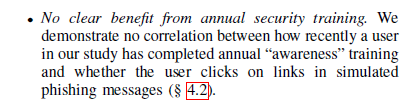 • No clear benefit from annual security training. We
demonstrate no correlation between how recently a user
in our study has completed annual “awareness” training
and whether the user clicks on links in simulated
phishing messages (§ 4.2).